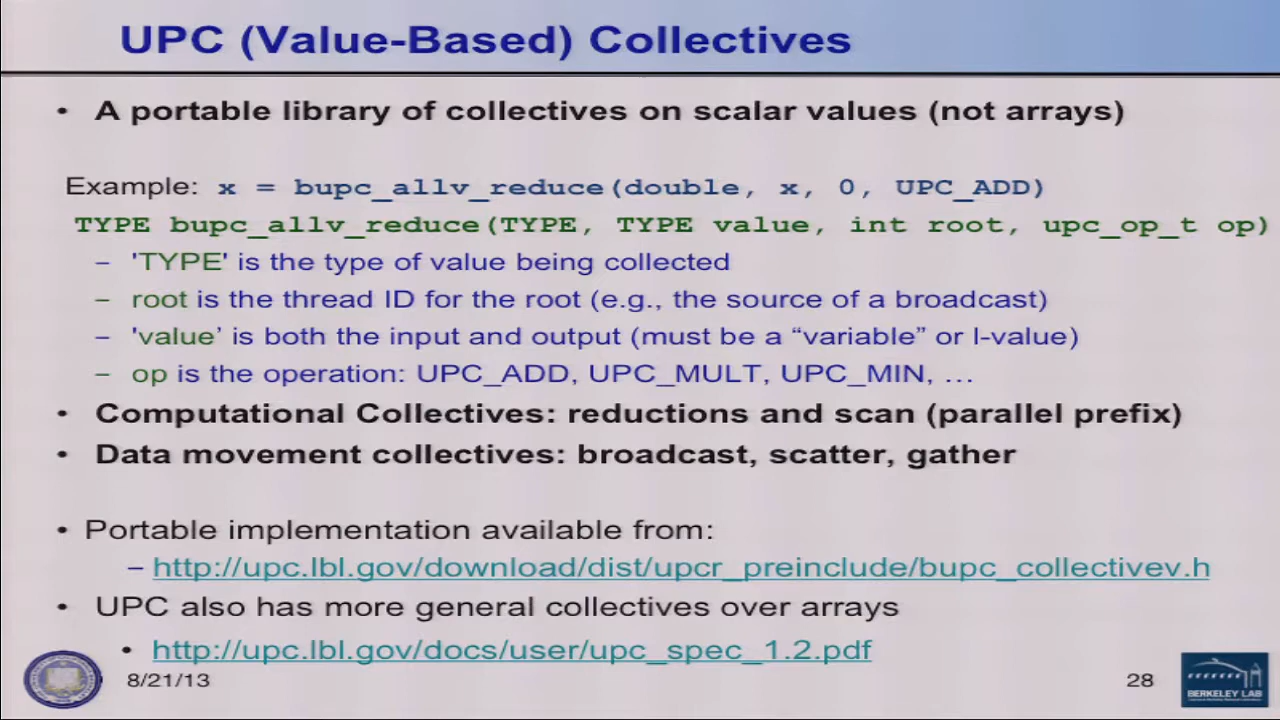 UPC (Value-Based) Collectives
• A portable library of collectives on scalar values (not arrays)
Example: x = bupc_allv_reduce(double, x, 0, UPC_ADD)
TYPE bupc_allv_reduce(TYPE, TYPE value, int root, upc_op_t op)
– 'TYPE' is the type of value being collected
– root is the thread ID for the root (e.g., the source of a broadcast)
– 'value’ is both the input and output (must be a “variable” or l-value)
– op is the operation: UPC_ADD, UPC_MULT, UPC_MIN, …
• Computational Collectives: reductions and scan (parallel prefix)
• Data movement collectives: broadcast, scatter, gather
• Portable implementation available from:
– http://upc.lbl.gov/download/dist/upcr_preinclude/bupc_collectivev.h
• UPC also has more general collectives over arrays
• http://upc.lbl.gov/docs/user/upc_spec_1.2.pdf
8/21/13
28
BERKELEY LAB